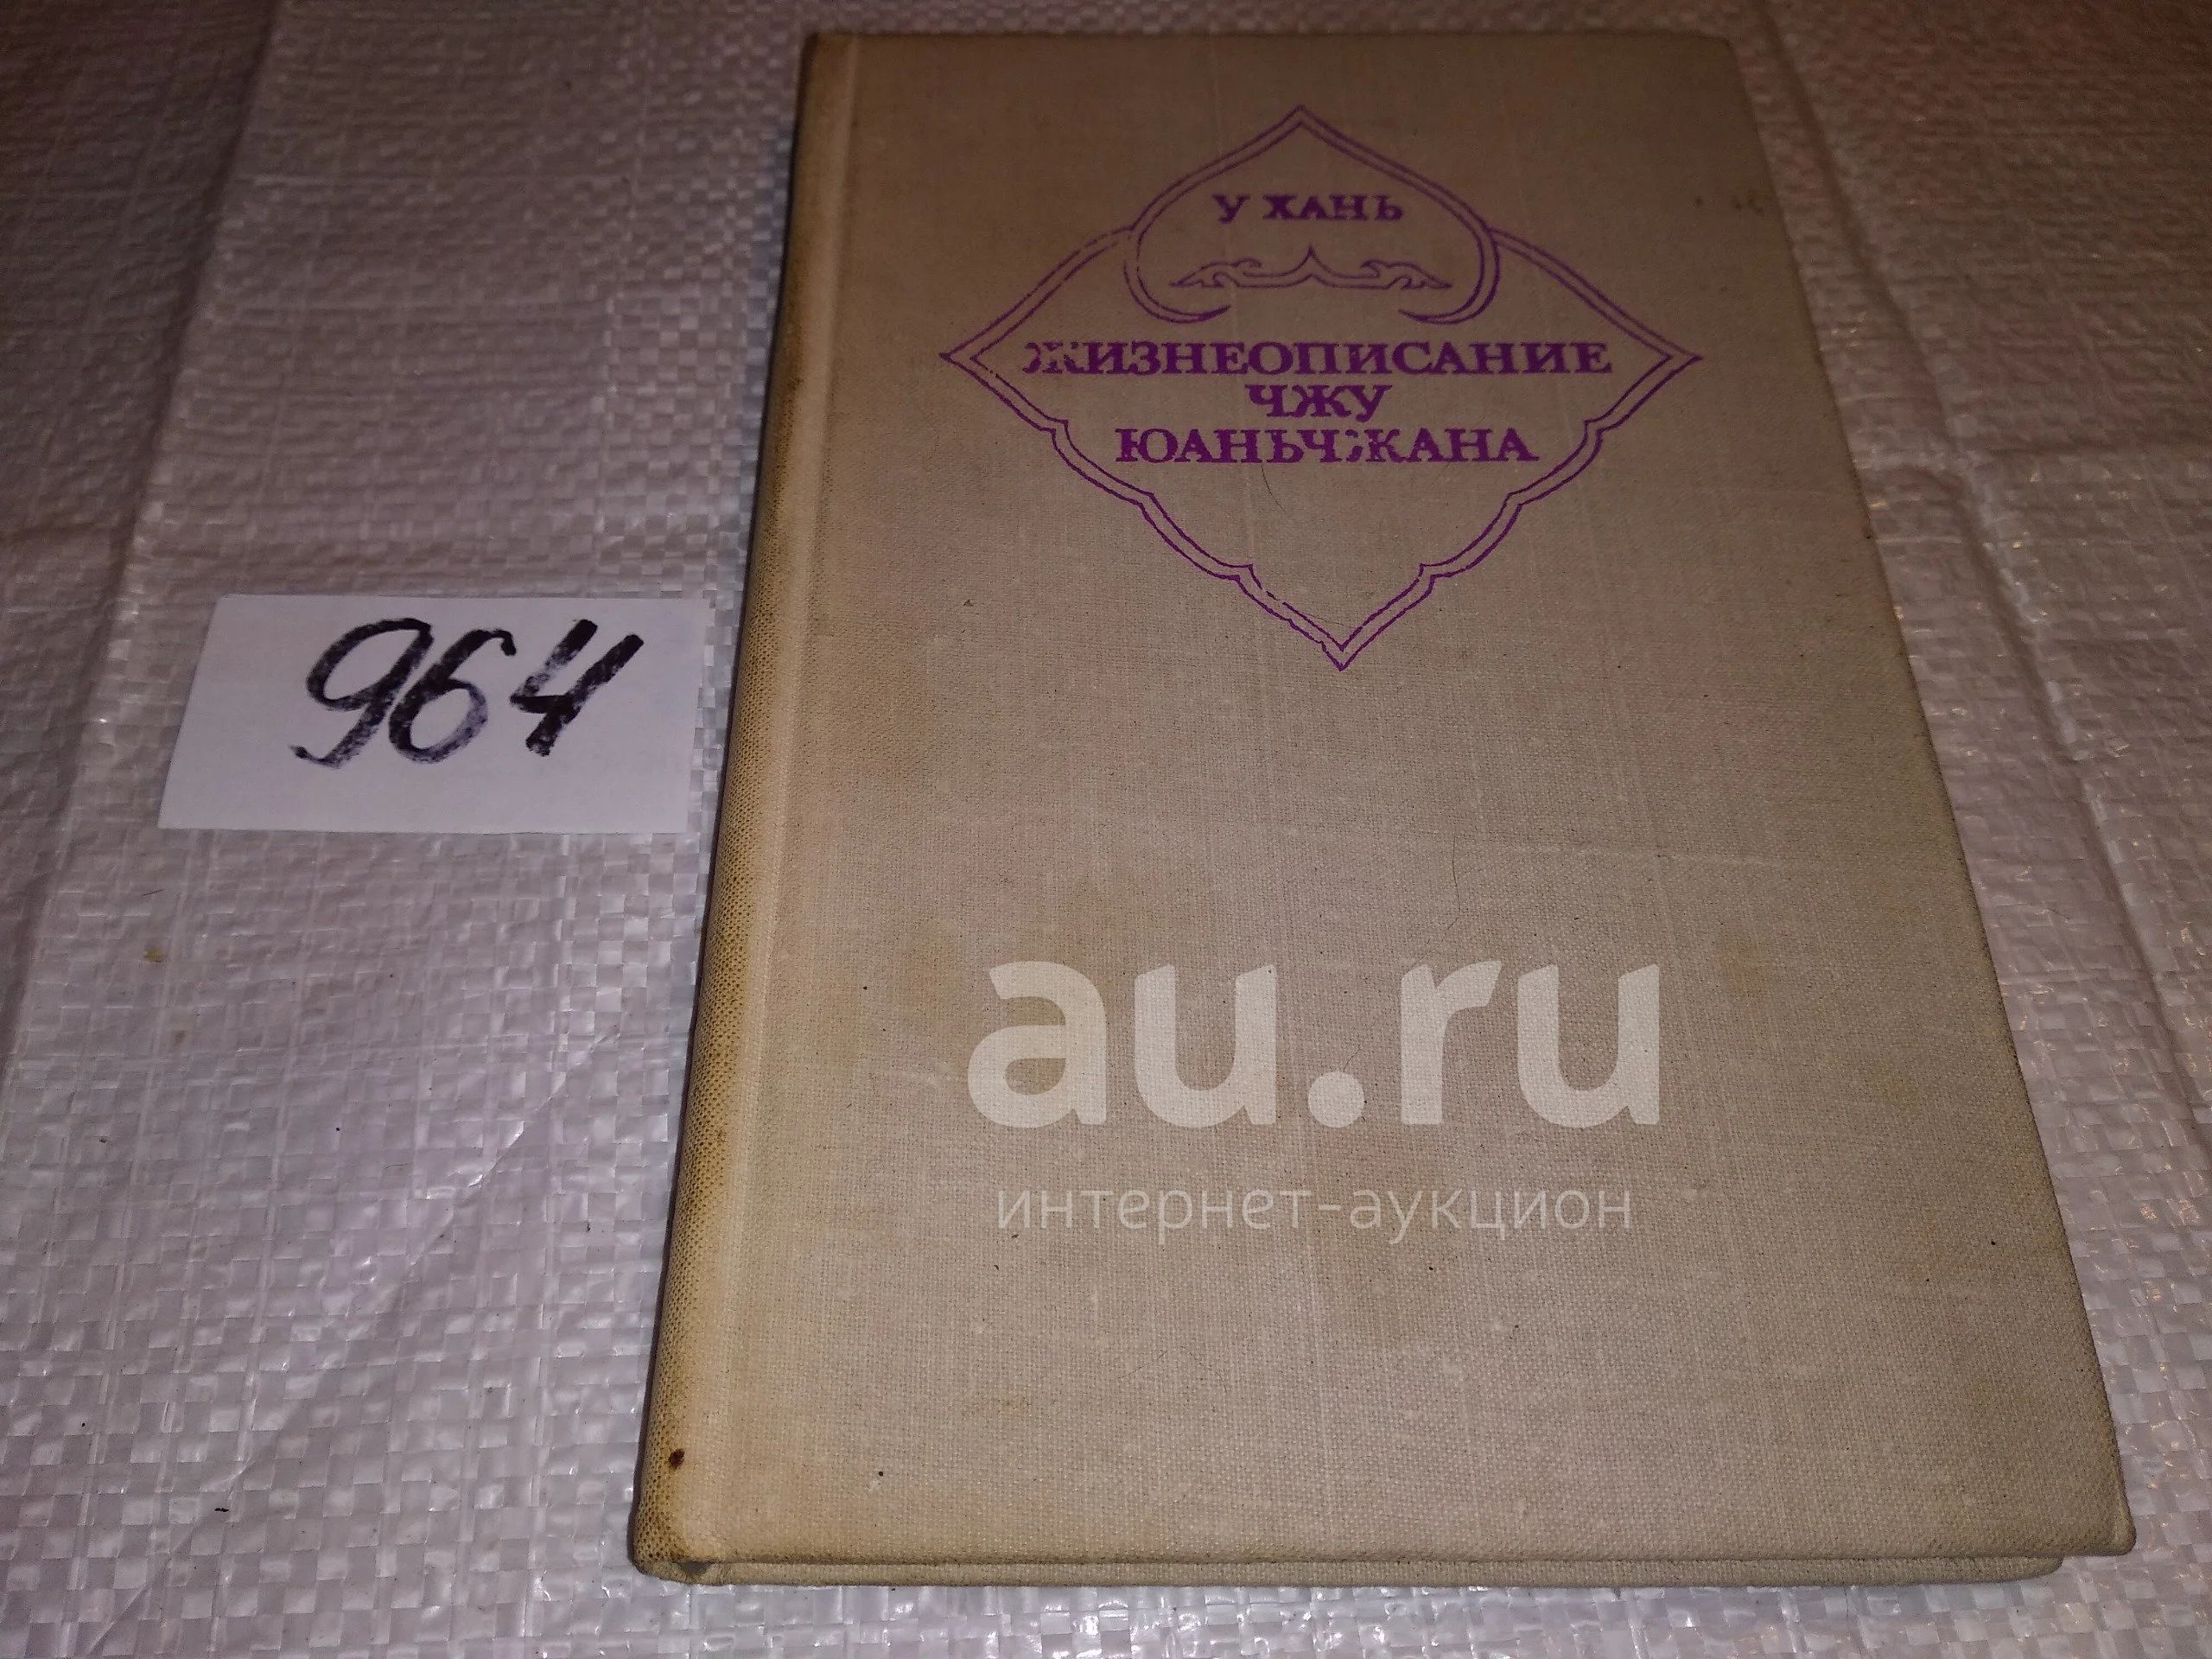 У ХАНЬ
ЖИЗНЕОПИСАНИЕ
ЧЖУ
ЮАНЬЧЖАНА
964
au.ru
интернет-аукцион